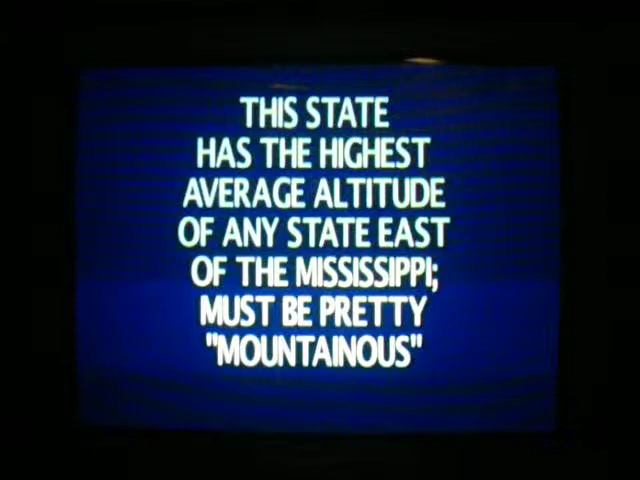 THIS STATE
HAS THE HIGHEST
AVERAGE ALTITUDE
OF ANY STATE EAST
OF THE MISSISSIPPI;
MUST BE PRETTY
"MOUNTAINOUS"